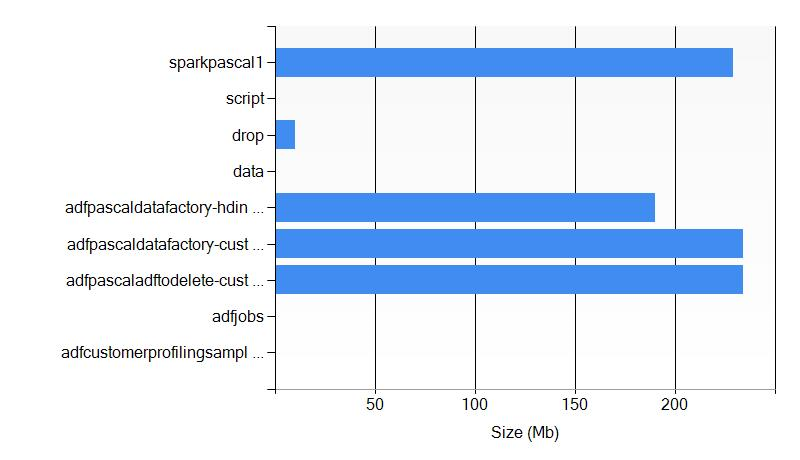 sparkpascal1
script
drop
data
adfpascaldatafactory-hdin ...
adfpascaldatafactory-cust ...
adfpascaladftodelete-cust ...
adfjobs
adfcustomerprofilingsampl ...
50 100 150 200
Size (Mb)